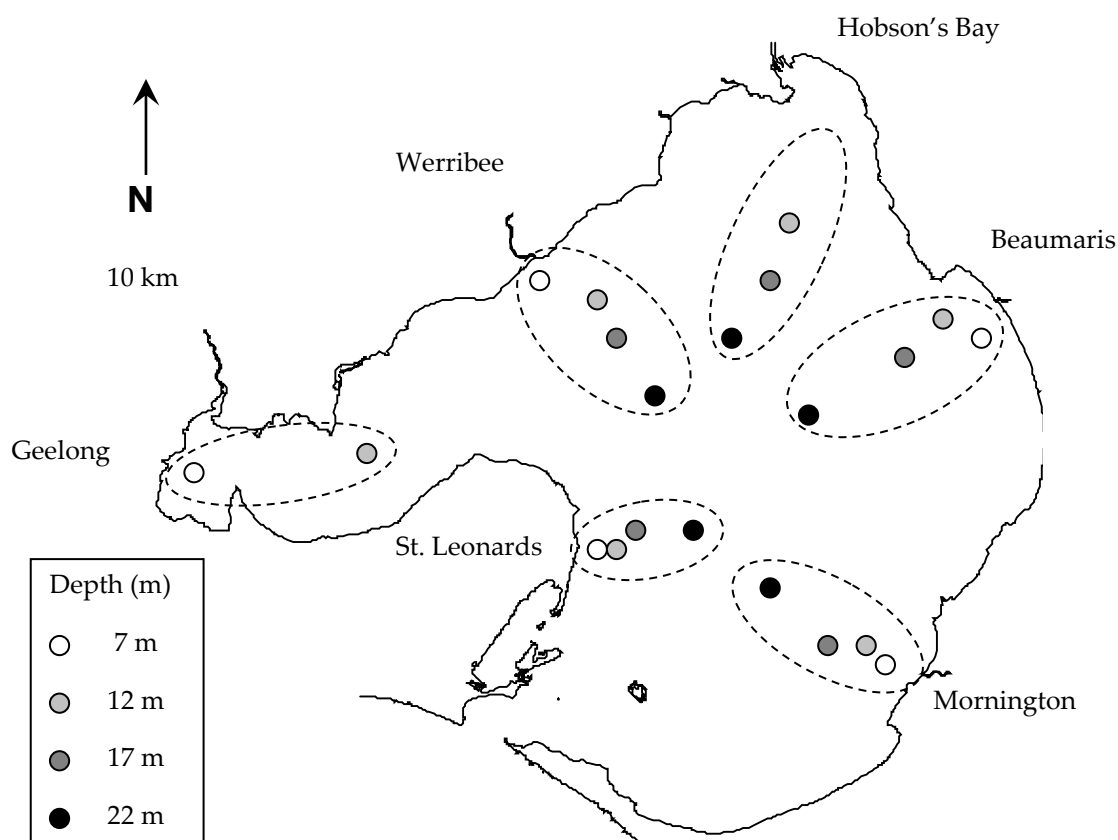 Hobson's Bay
Werribee
N
Beaumaris
10 km
Geelong
St. Leonards
Depth (m)
7 m
12 m
17 m
22 m
Mornington